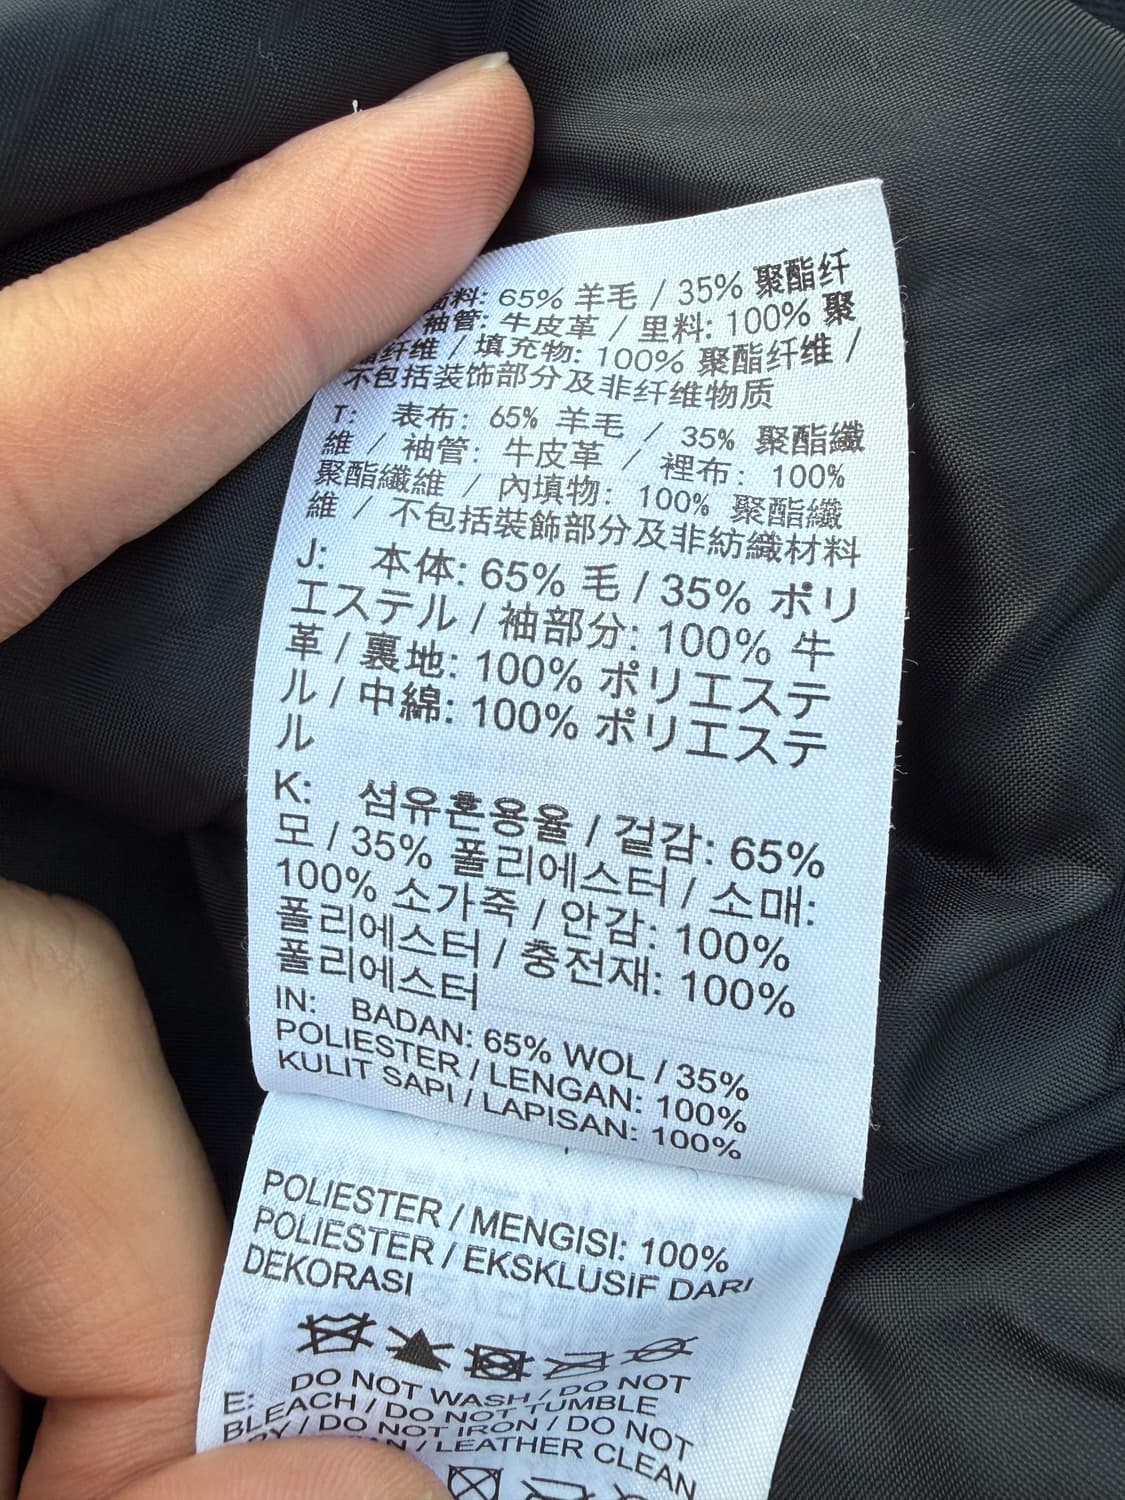 料: 65% 羊毛 / 35% 聚酯纤
袖管: 牛皮革 / 里料: 100% 聚
酯纤维 / 填充物: 100% 聚酯纤维 /
不包括装饰部分及非纤维物质
T: 表布: 65% 羊毛 / 35% 聚酯纖
維 / 袖管: 牛皮革 / 裡布: 100%
聚酯纖維 / 內填物: 100% 聚酯纖
維 / 不包括裝飾部分及非紡織材料
J: 本体: 65% 毛 / 35% ポリ
エステル / 袖部分: 100% 牛
革 / 裏地: 100% ポリエステ
ル / 中綿: 100% ポリエステ
ル
K: 섬유혼용율 / 겉감: 65%
모 / 35% 폴리에스터 / 소매:
100% 소가죽 / 안감: 100%
폴리에스터 / 충전재: 100%
폴리에스터
IN: BADAN: 65% WOL / 35%
POLIESTER / LENGAN: 100%
KULIT SAPI / LAPISAN: 100%
POLIESTER / MENGISI: 100%
POLIESTER / EKSKLUSIF DARI
DEKORASI
E: DO NOT WASH / DO NOT
BLEACH / DO NOT TUMBLE
DRY / DO NOT IRON / DO NOT
/ LEATHER CLEAN